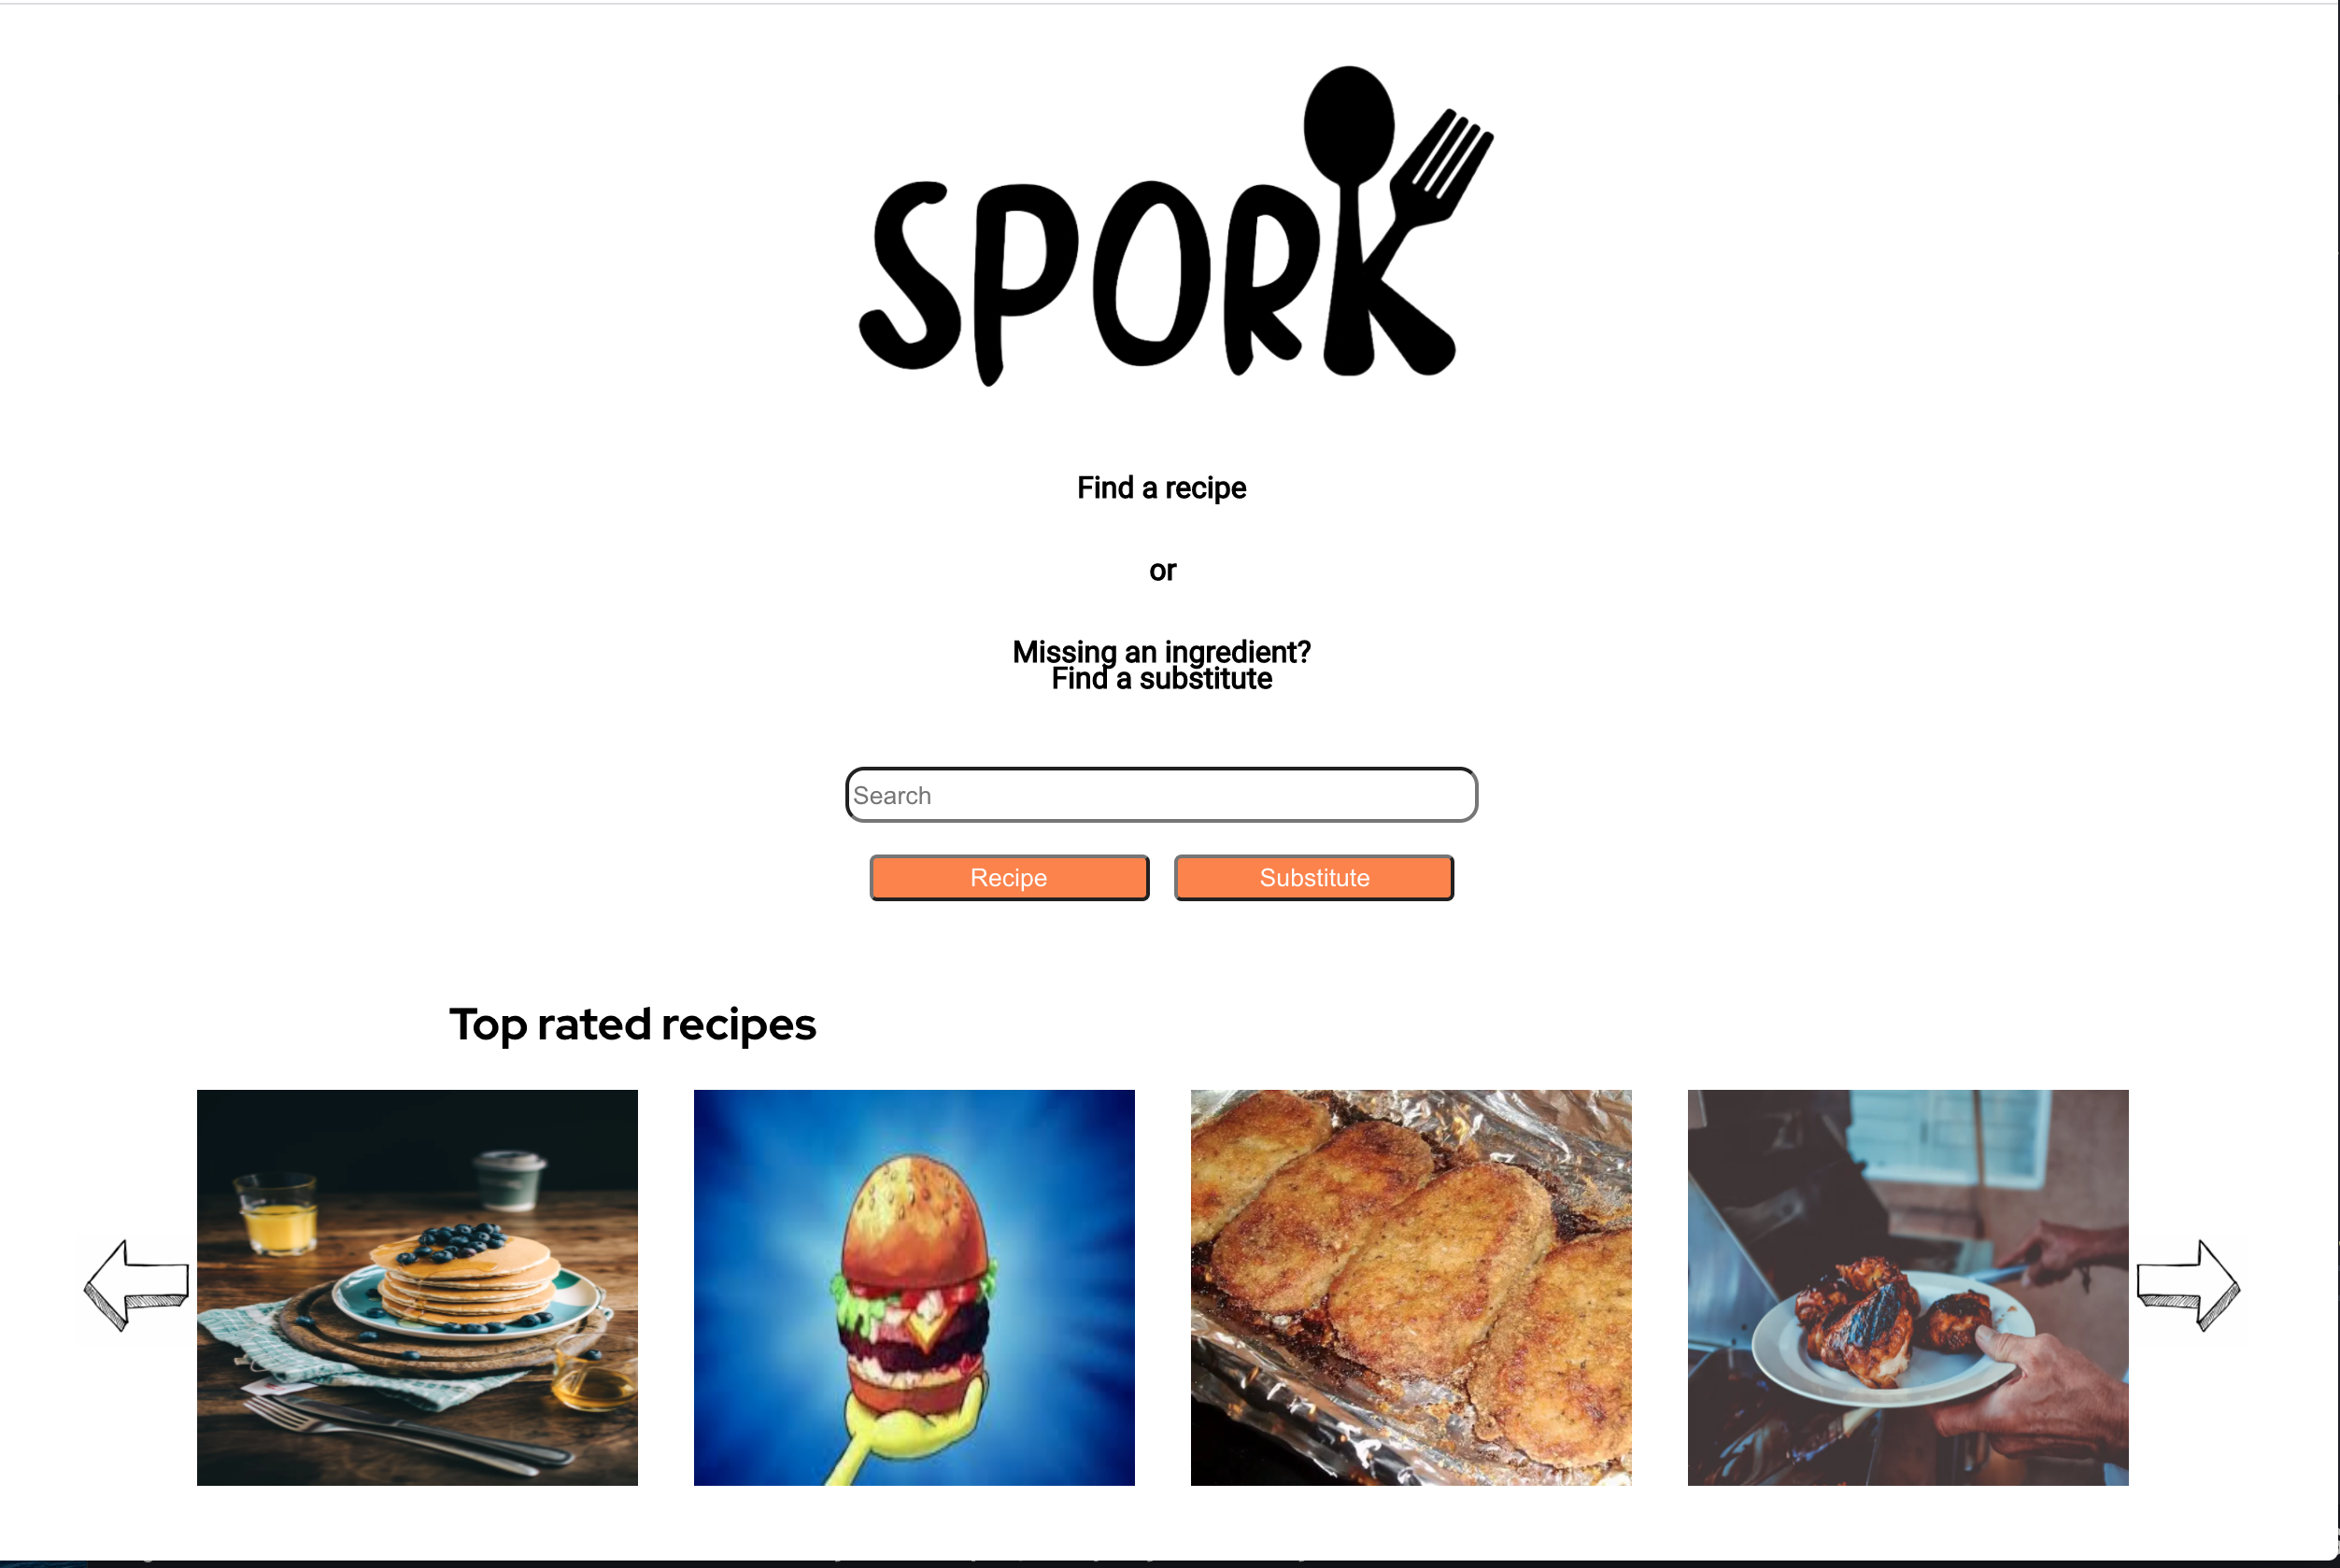 SPORK
Find a recipe
or
Missing an ingredient?
Find a substitute
Search
Recipe
Substitute
Top rated recipes